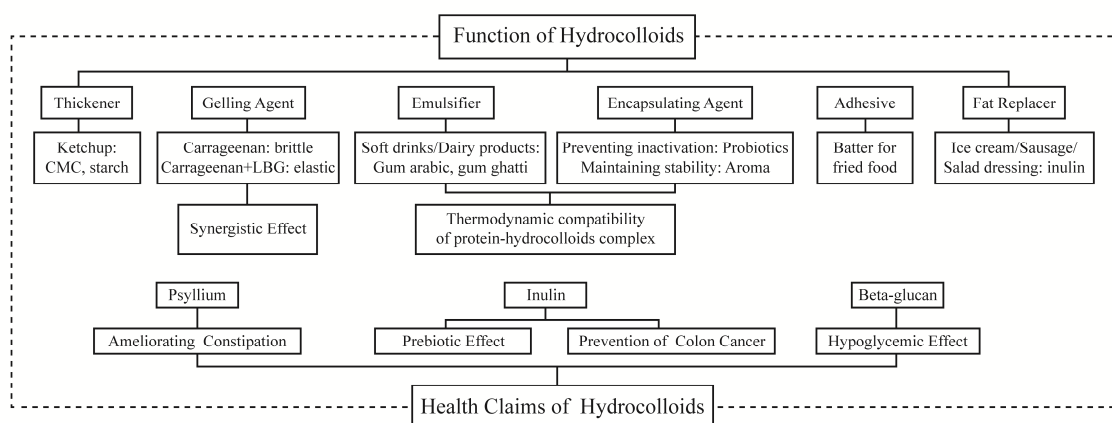 Function of Hydrocolloids
Thickener
Gelling Agent
Emulsifier
Encapsulating Agent
Adhesive
Fat Replacer
Ketchup:
CMC, starch
Carrageenan: brittle
Carrageenan+LBG: elastic
Soft drinks/Dairy products:
Gum arabic, gum ghatti
Preventing inactivation: Probiotics
Maintaining stability: Aroma
Batter for
fried food
Ice cream/Sausage/
Salad dressing: inulin
Synergistic Effect
Thermodynamic compatibility
of protein-hydrocolloids complex
Psyllium
Inulin
Beta-glucan
Ameliorating Constipation
Prebiotic Effect
Prevention of Colon Cancer
Hypoglycemic Effect
Health Claims of Hydrocolloids